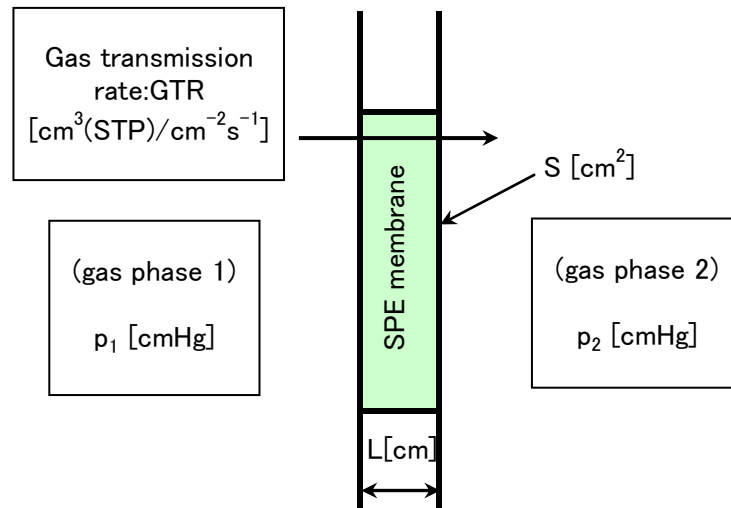 Gas transmission
rate:GTR
[cm³(STP)/cm⁻²s⁻¹]
S [cm²]
SPE membrane
(gas phase 1)
p₁ [cmHg]
(gas phase 2)
p₂ [cmHg]
L[cm]